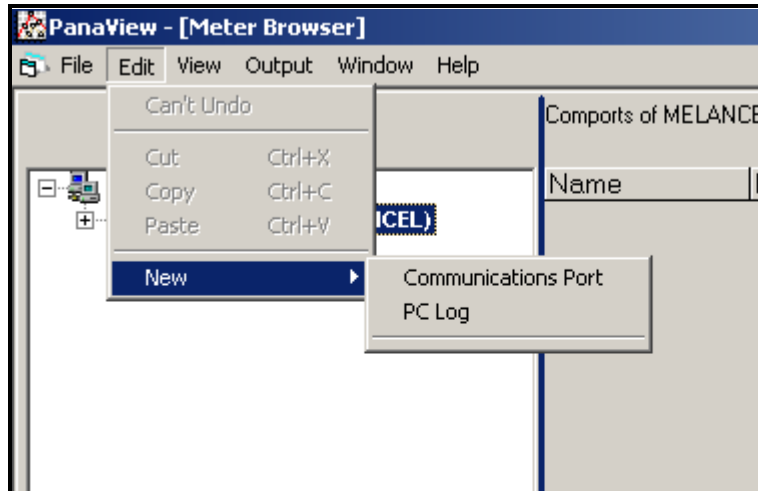 PanaView - [Meter Browser]
File Edit View Output Window Help
Can't Undo
Comports of MELANCE
Cut Ctrl+X
Name
Copy Ctrl+C
Paste Ctrl+V
ICEL)
New
Communications Port
PC Log